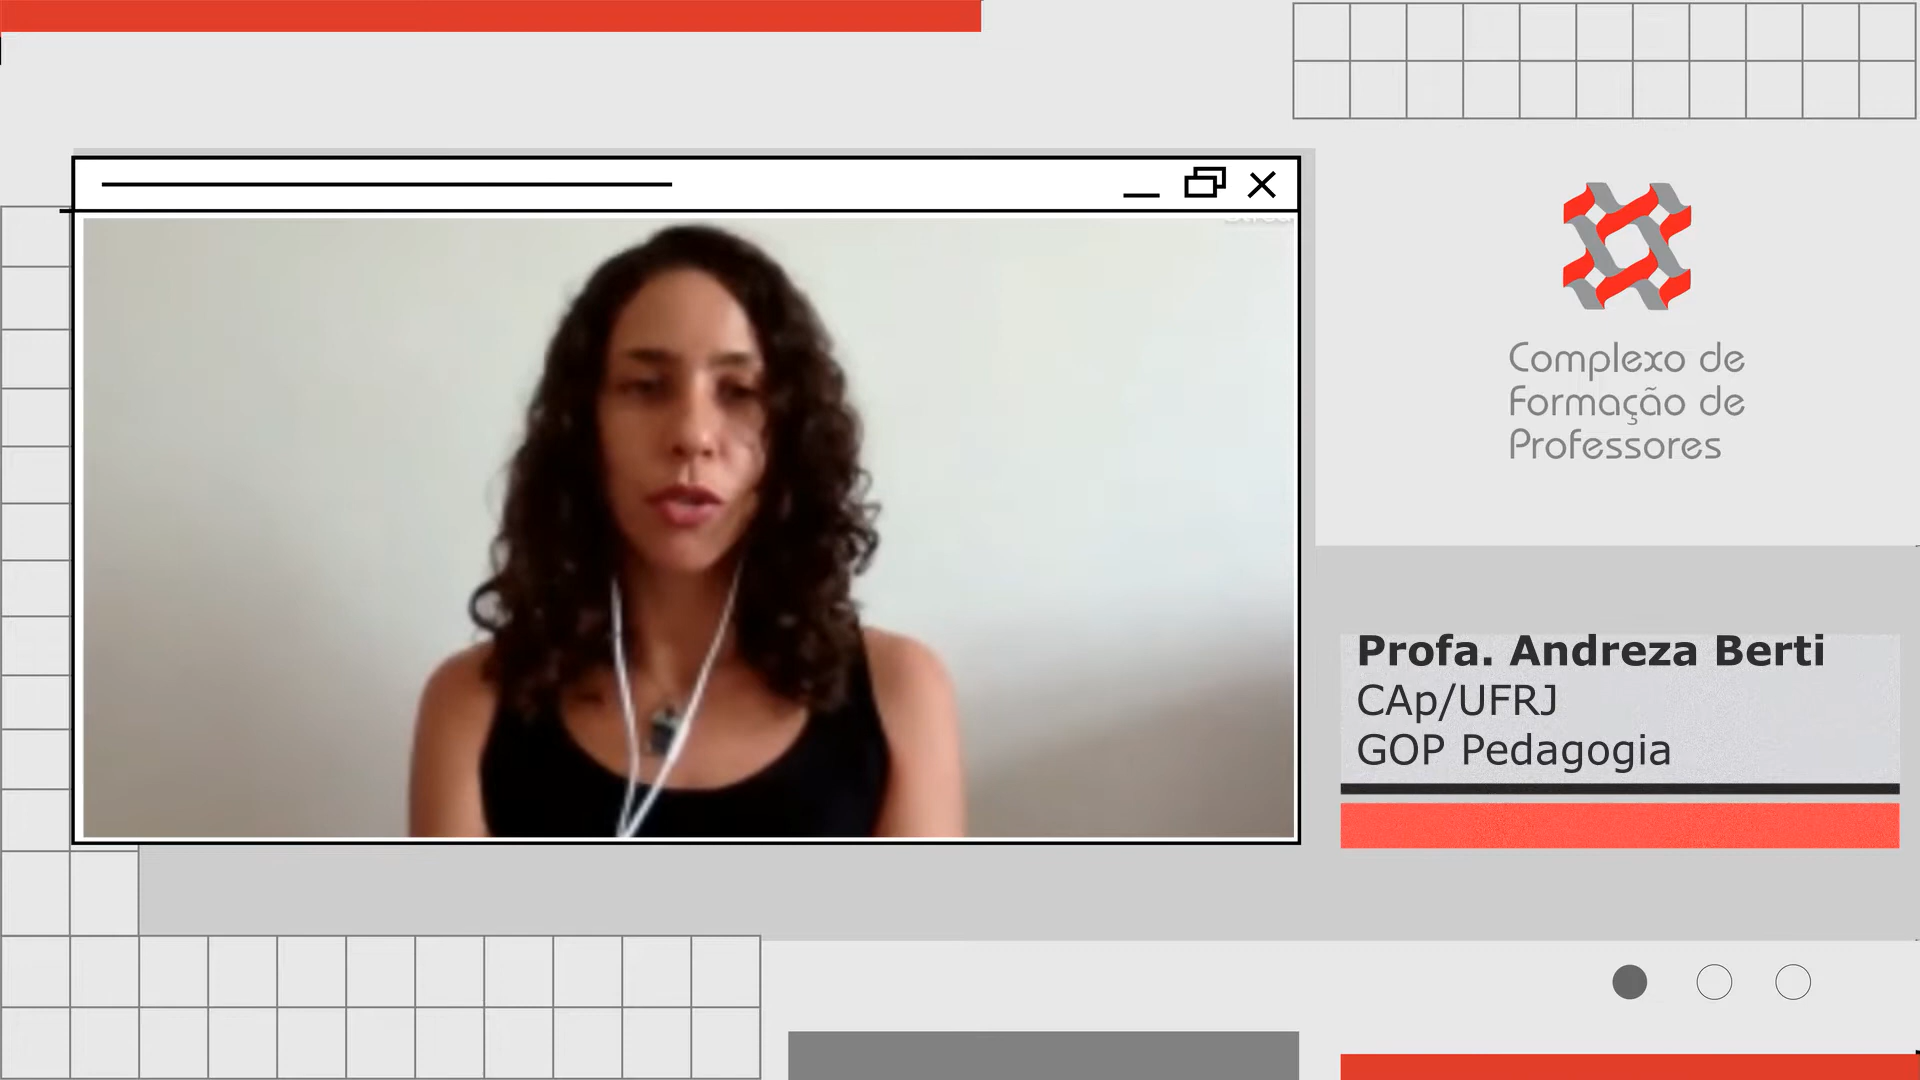 Complexo de
Formação de
Professores
Profa. Andreza Berti
CAp/UFRJ
GOP Pedagogia